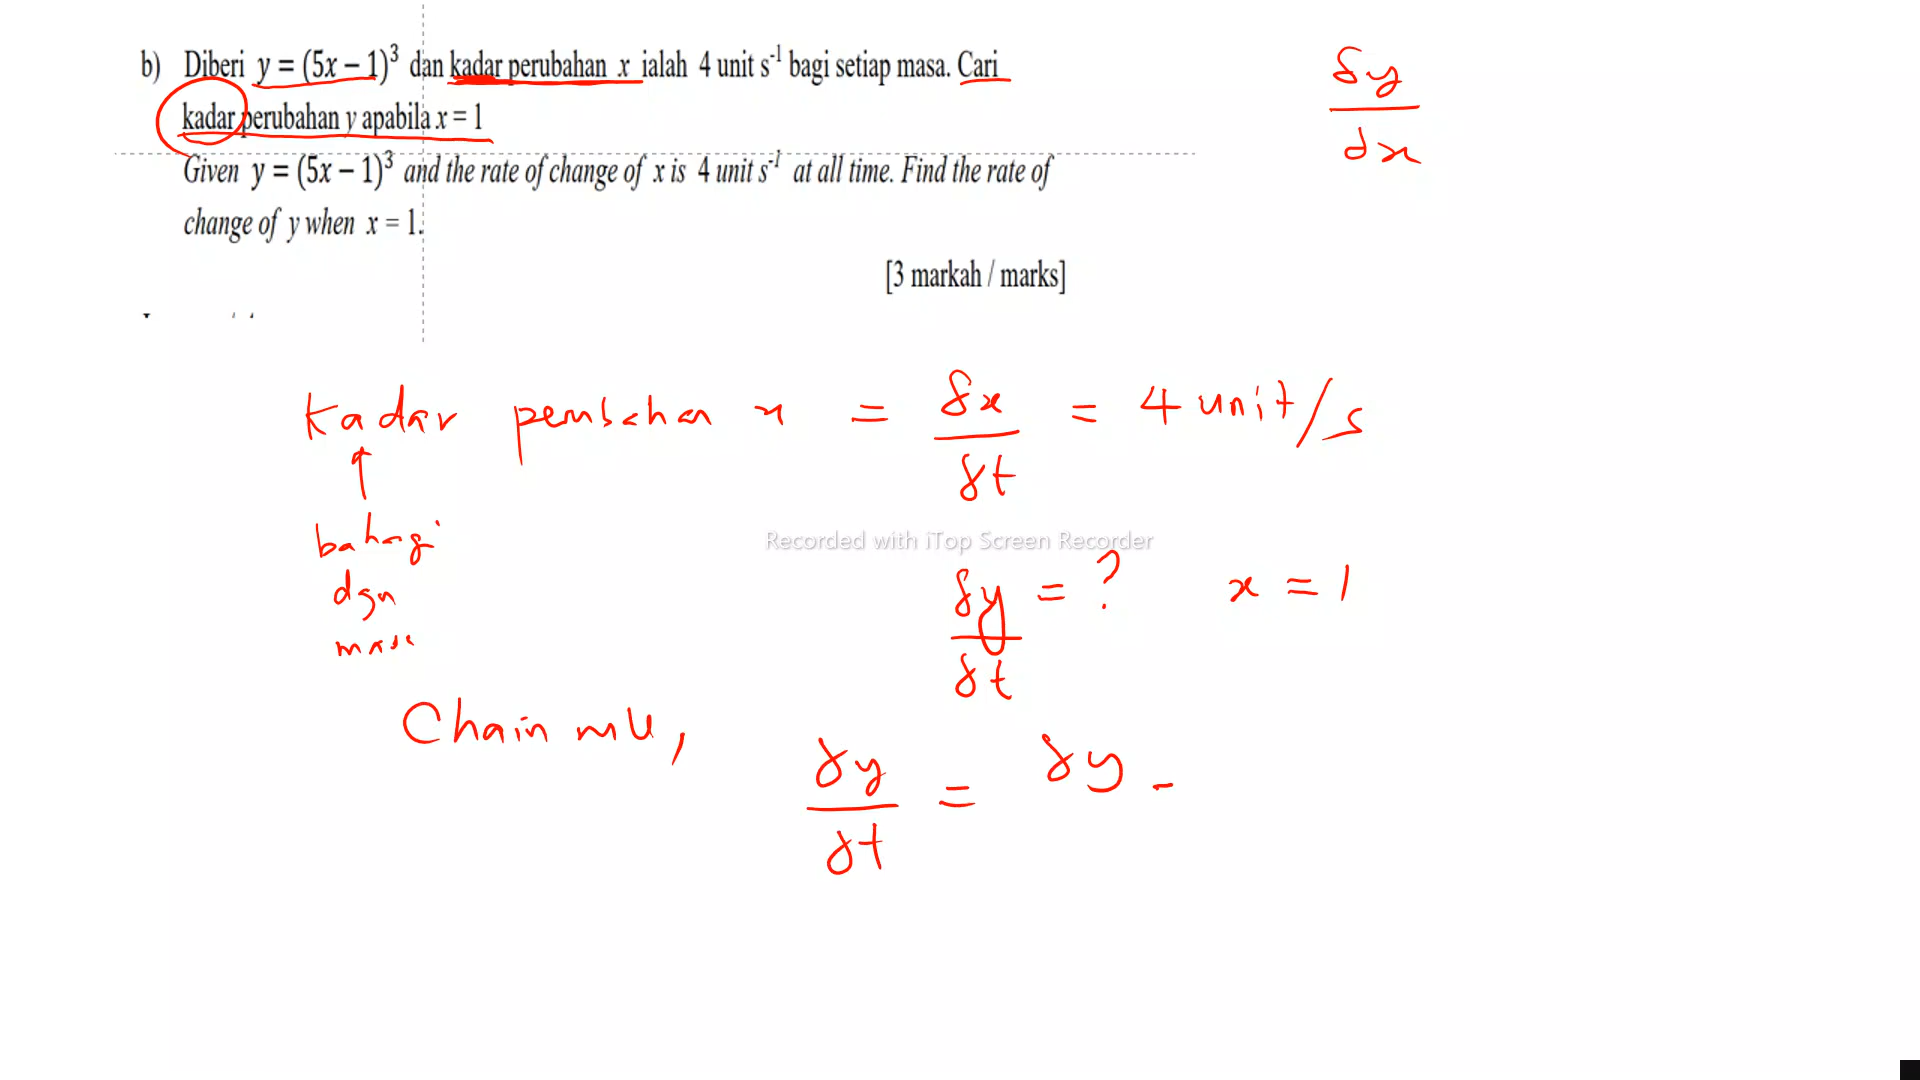 b) Diberi y = (5x − 1)³ dan kadar perubahan x ialah 4 unit s⁻¹ bagi setiap masa. Cari
kadar perubahan y apabila x = 1
Given y = (5x − 1)³ and the rate of change of x is 4 unit s⁻¹ at all time. Find the rate of
change of y when x = 1.
[3 markah / marks]
δy
dx
Kadar perubahan x = δx/δt = 4 unit/s
bahagi
dgn
masa
Recorded with iTop Screen Recorder
δy/δt = ? x = 1
Chain rule,
δy/δt = δy -